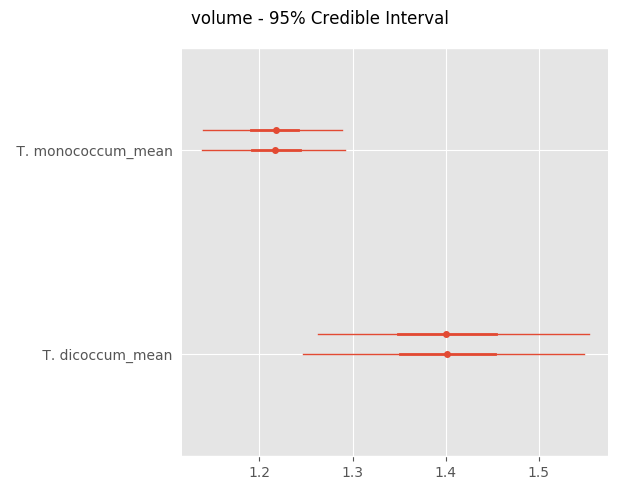 volume - 95% Credible Interval
T. monococcum_mean
T. dicoccum_mean
1.2 1.3 1.4 1.5